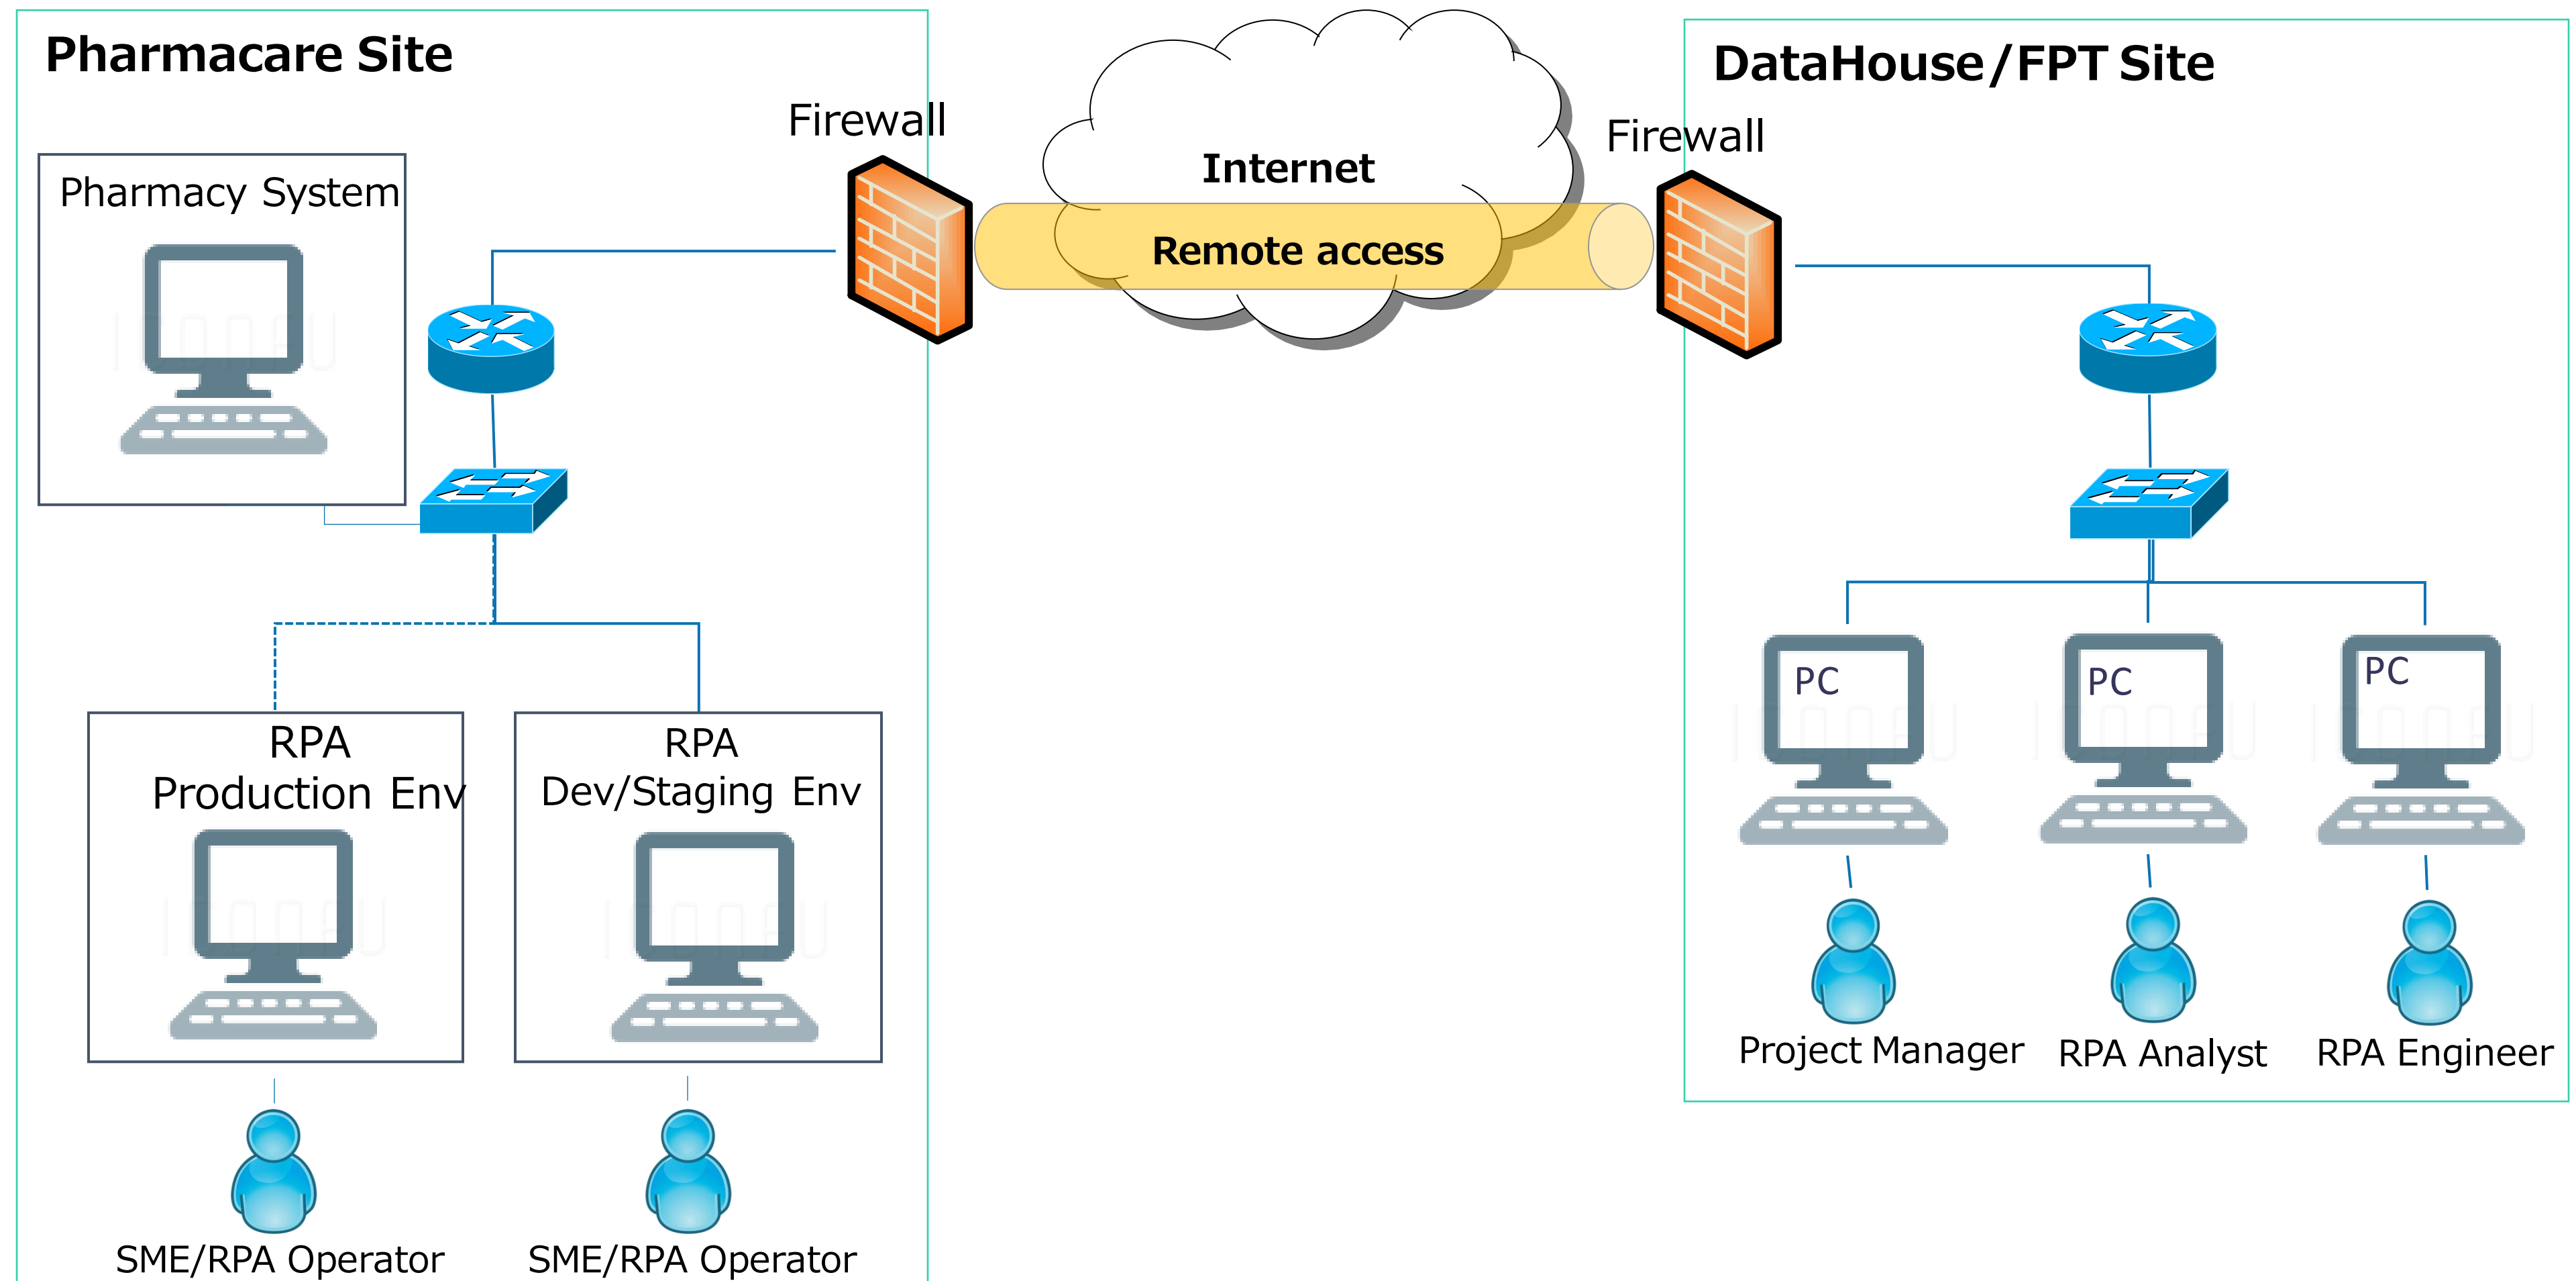 Pharmacare Site
DataHouse/FPT Site
Firewall
Firewall
Internet
Remote access
Pharmacy System
RPA
Production Env
RPA
Dev/Staging Env
PC
PC
PC
Project Manager
RPA Analyst
RPA Engineer
SME/RPA Operator
SME/RPA Operator